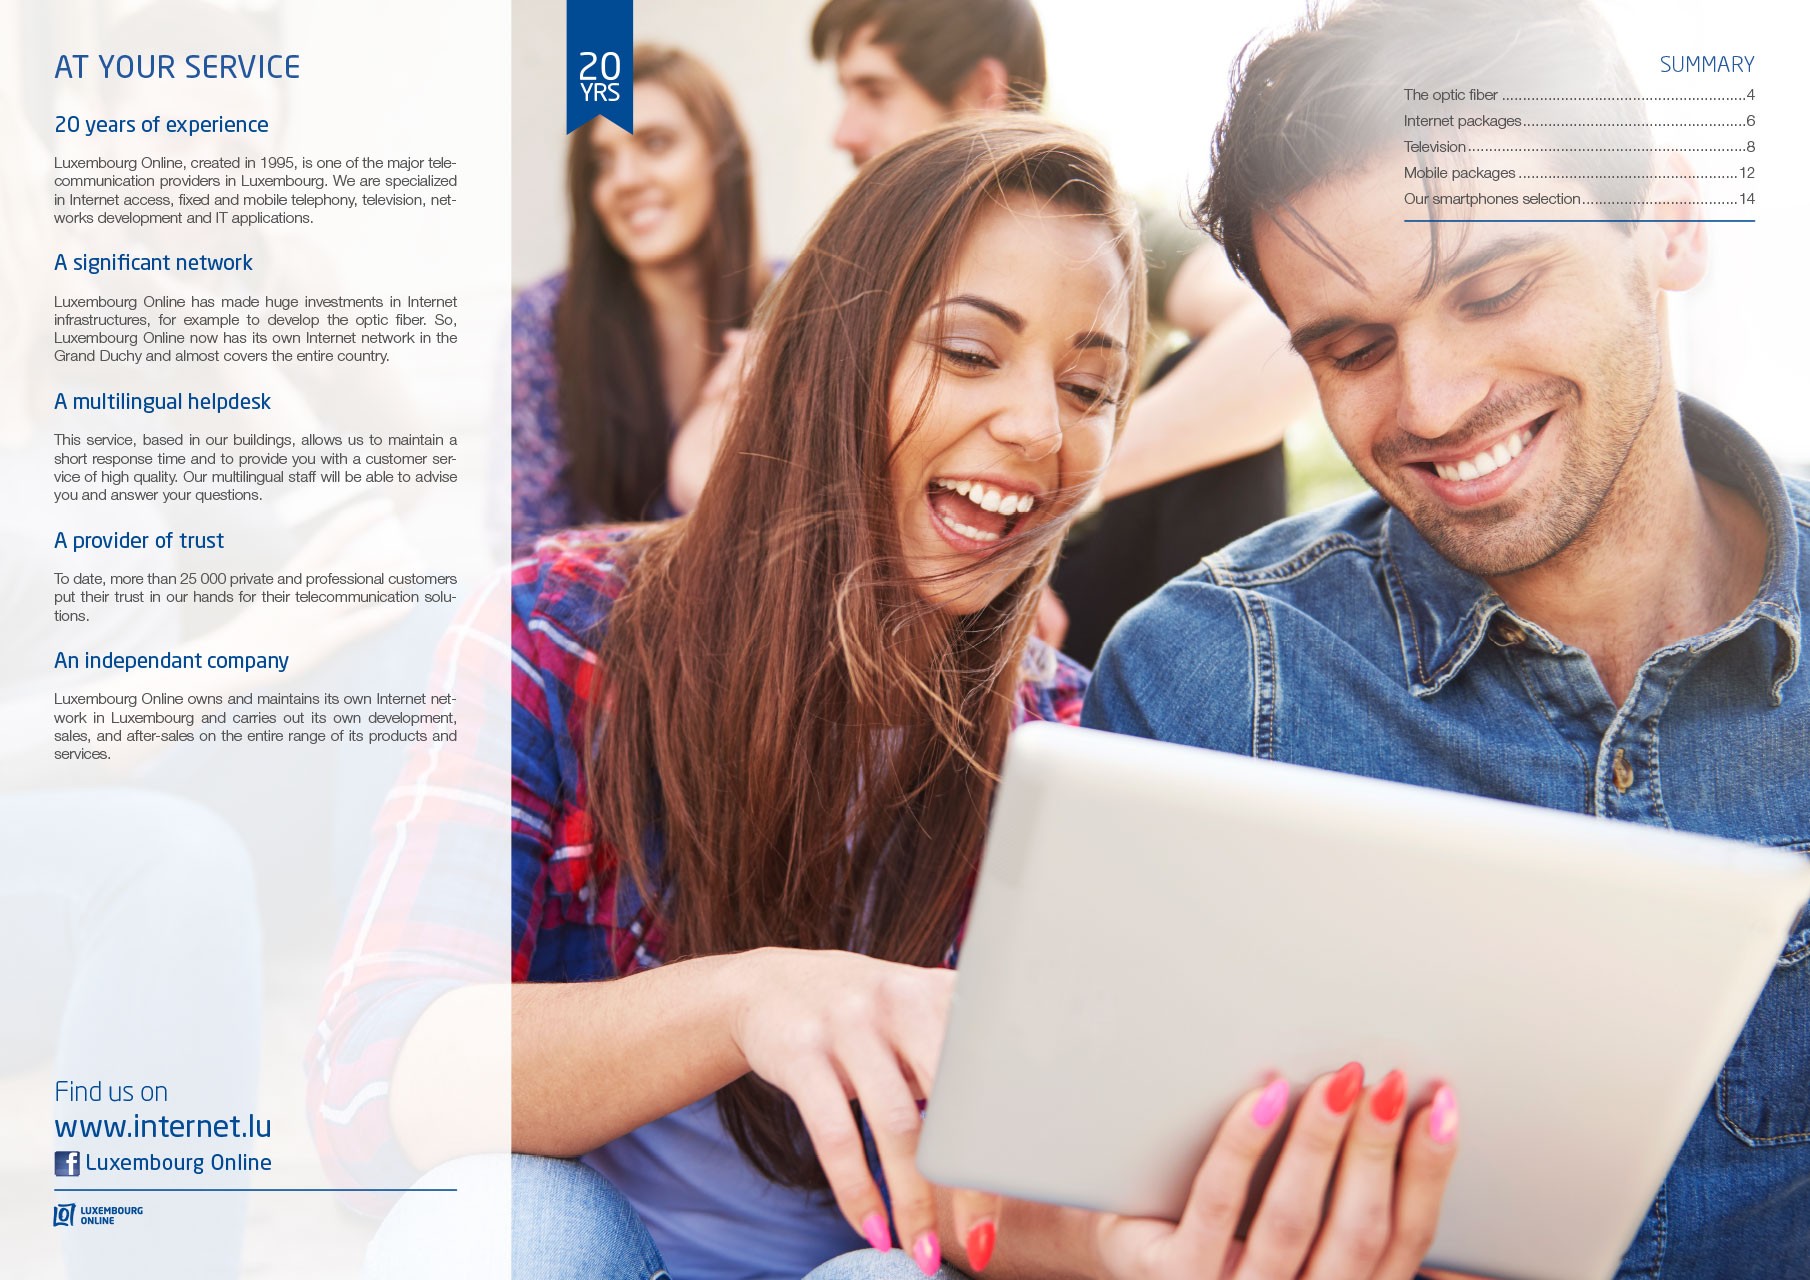 AT YOUR SERVICE
20 years of experience
Luxembourg Online, created in 1995, is one of the major tele-
communication providers in Luxembourg. We are specialized
in Internet access, fixed and mobile telephony, television, net-
works development and IT applications.
A significant network
Luxembourg Online has made huge investments in Internet
infrastructures, for example to develop the optic fiber. So,
Luxembourg Online now has its own Internet network in the
Grand Duchy and almost covers the entire country.
A multilingual helpdesk
This service, based in our buildings, allows us to maintain a
short response time and to provide you with a customer ser-
vice of high quality. Our multilingual staff will be able to advise
you and answer your questions.
A provider of trust
To date, more than 25 000 private and professional customers
put their trust in our hands for their telecommunication solu-
tions.
An independant company
Luxembourg Online owns and maintains its own Internet net-
work in Luxembourg and carries out its own development,
sales, and after-sales on the entire range of its products and
services.
Find us on
www.internet.lu
f Luxembourg Online
LOL LUXEMBOURG
ONLINE
20
YRS
SUMMARY
The optic fiber ..........................................................4
Internet packages.....................................................6
Television..................................................................8
Mobile packages ....................................................12
Our smartphones selection.....................................14